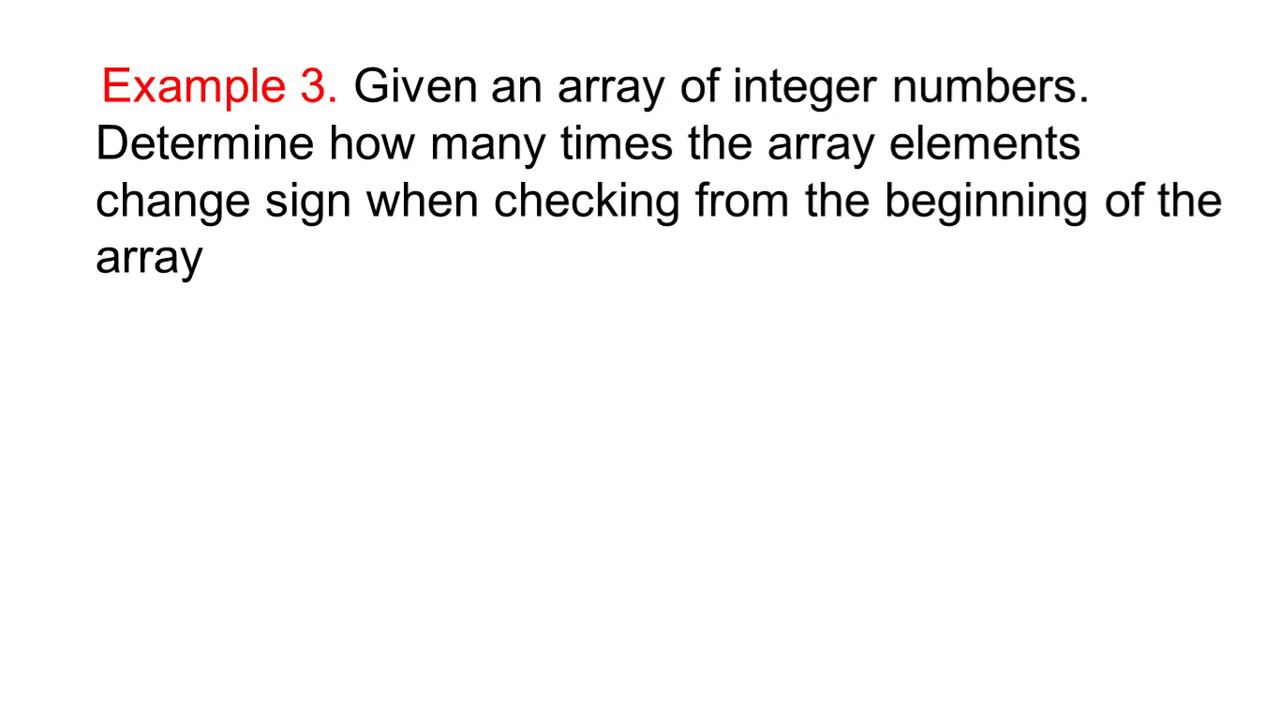 Example 3. Given an array of integer numbers.
Determine how many times the array elements
change sign when checking from the beginning of the
array